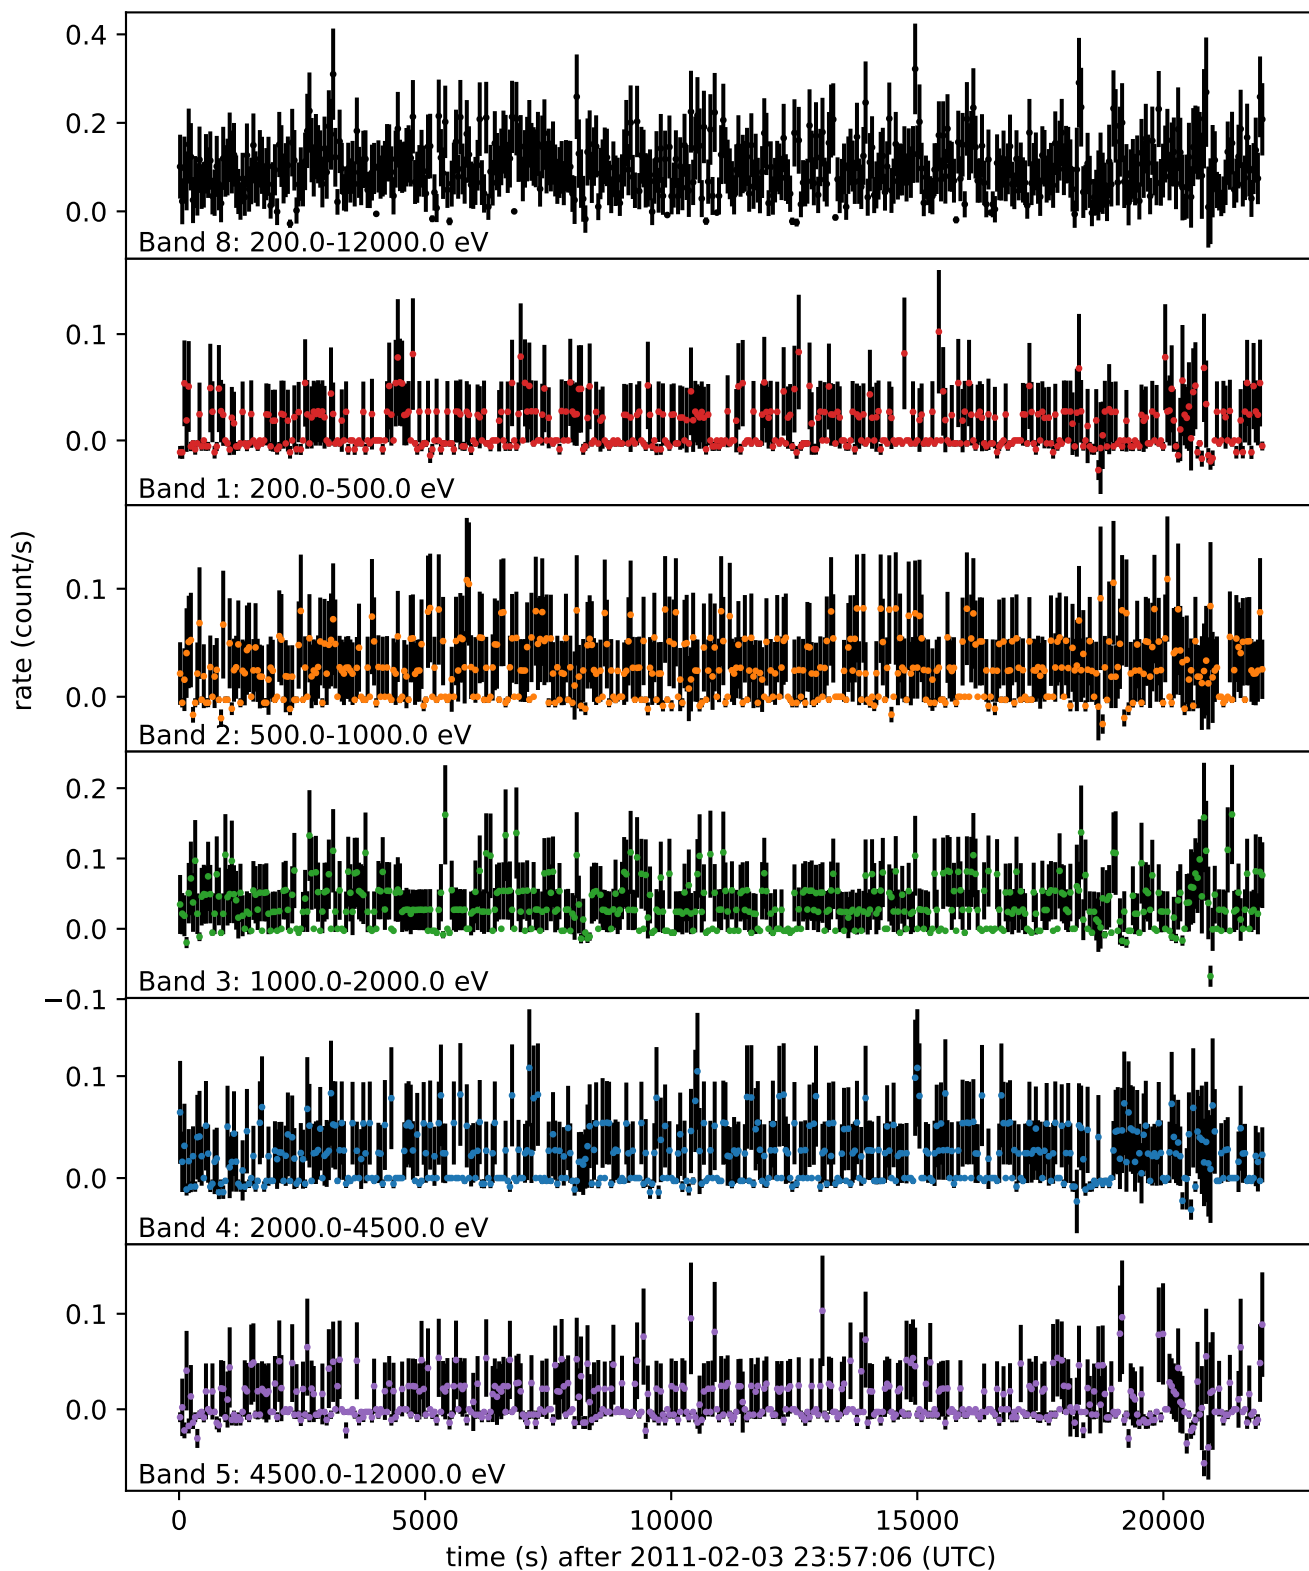 0.4
0.2
0.0
Band 8: 200.0-12000.0 eV
0.1
0.0
Band 1: 200.0-500.0 eV
0.1
0.0
Band 2: 500.0-1000.0 eV
rate (count/s)
0.2
0.1
0.0
−0.1
Band 3: 1000.0-2000.0 eV
0.1
0.0
Band 4: 2000.0-4500.0 eV
0.1
0.0
Band 5: 4500.0-12000.0 eV
0 5000 10000 15000 20000
time (s) after 2011-02-03 23:57:06 (UTC)